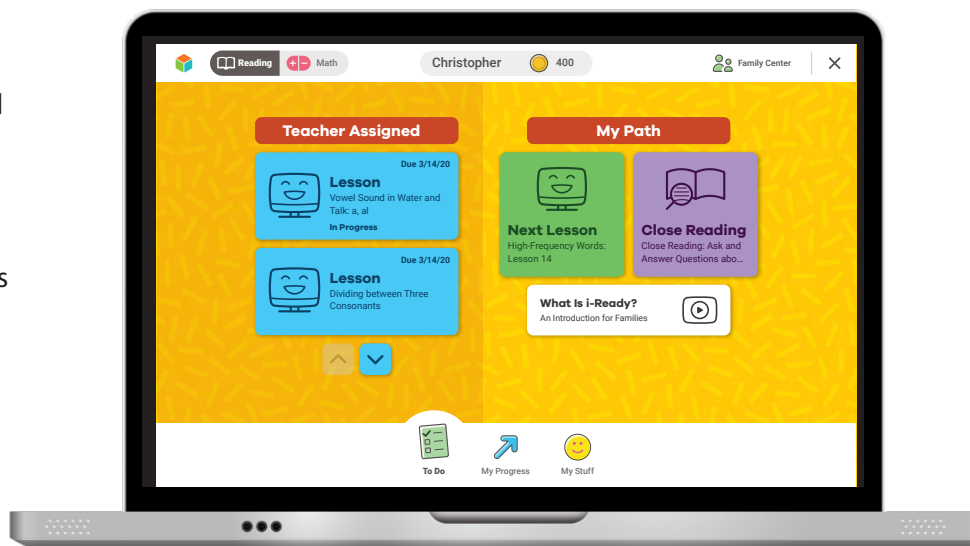 Reading
Math
Christopher
400
Family Center
Teacher Assigned
Due 3/14/20
Lesson
Vowel Sound in Water and
Talk: a, al
In Progress
Due 3/14/20
Lesson
Dividing between Three
Consonants
My Path
Next Lesson
High-Frequency Words:
Lesson 14
Close Reading
Close Reading: Ask and
Answer Questions abo...
What Is i-Ready?
An Introduction for Families
To Do
My Progress
My Stuff
s